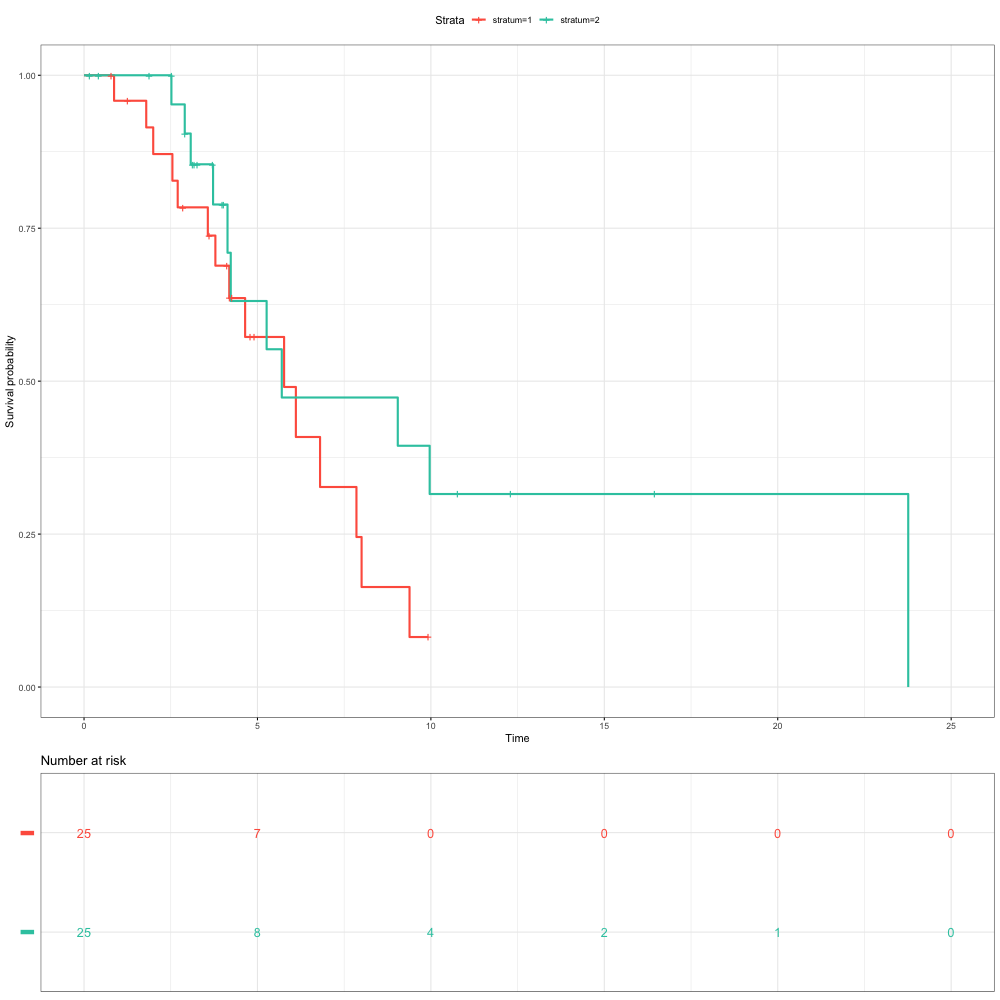 Strata stratum=1 stratum=2
Survival probability
1.00
0.75
0.50
0.25
0.00
0 5 10 15 20 25
Time
Number at risk
25 7 0 0 0 0
25 8 4 2 1 0